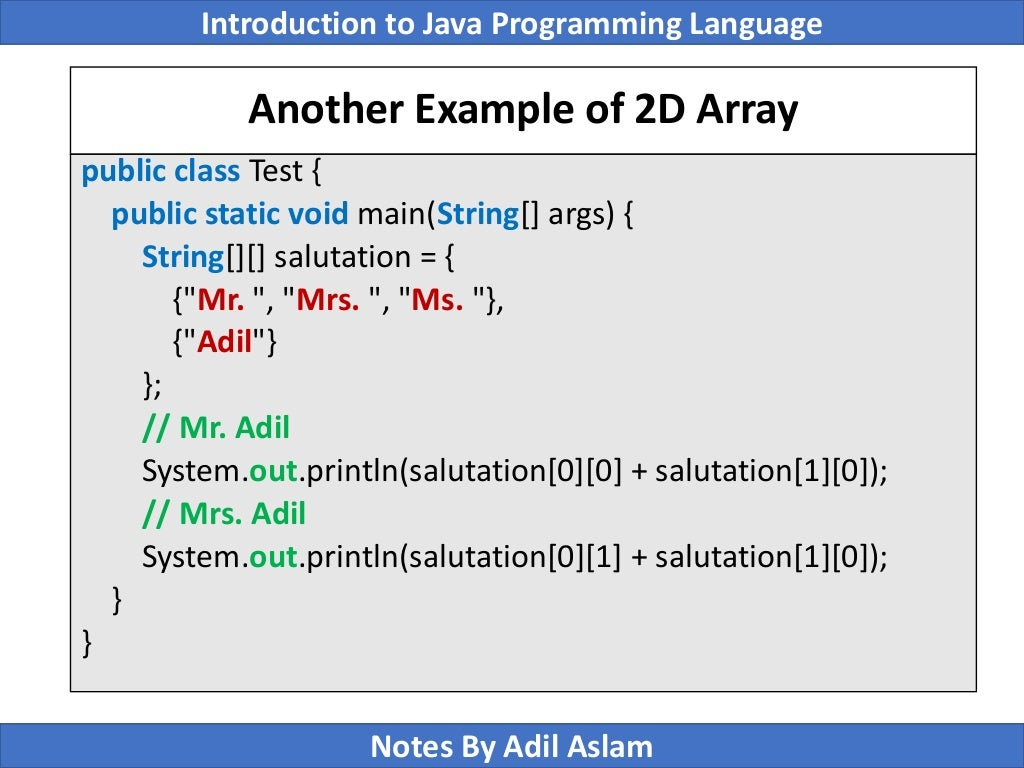 Introduction to Java Programming Language
Another Example of 2D Array
public class Test {
public static void main(String[] args) {
String[][] salutation = {
{"Mr. ", "Mrs. ", "Ms. "},
{"Adil"}
};
// Mr. Adil
System.out.println(salutation[0][0] + salutation[1][0]);
// Mrs. Adil
System.out.println(salutation[0][1] + salutation[1][0]);
}
}
Notes By Adil Aslam